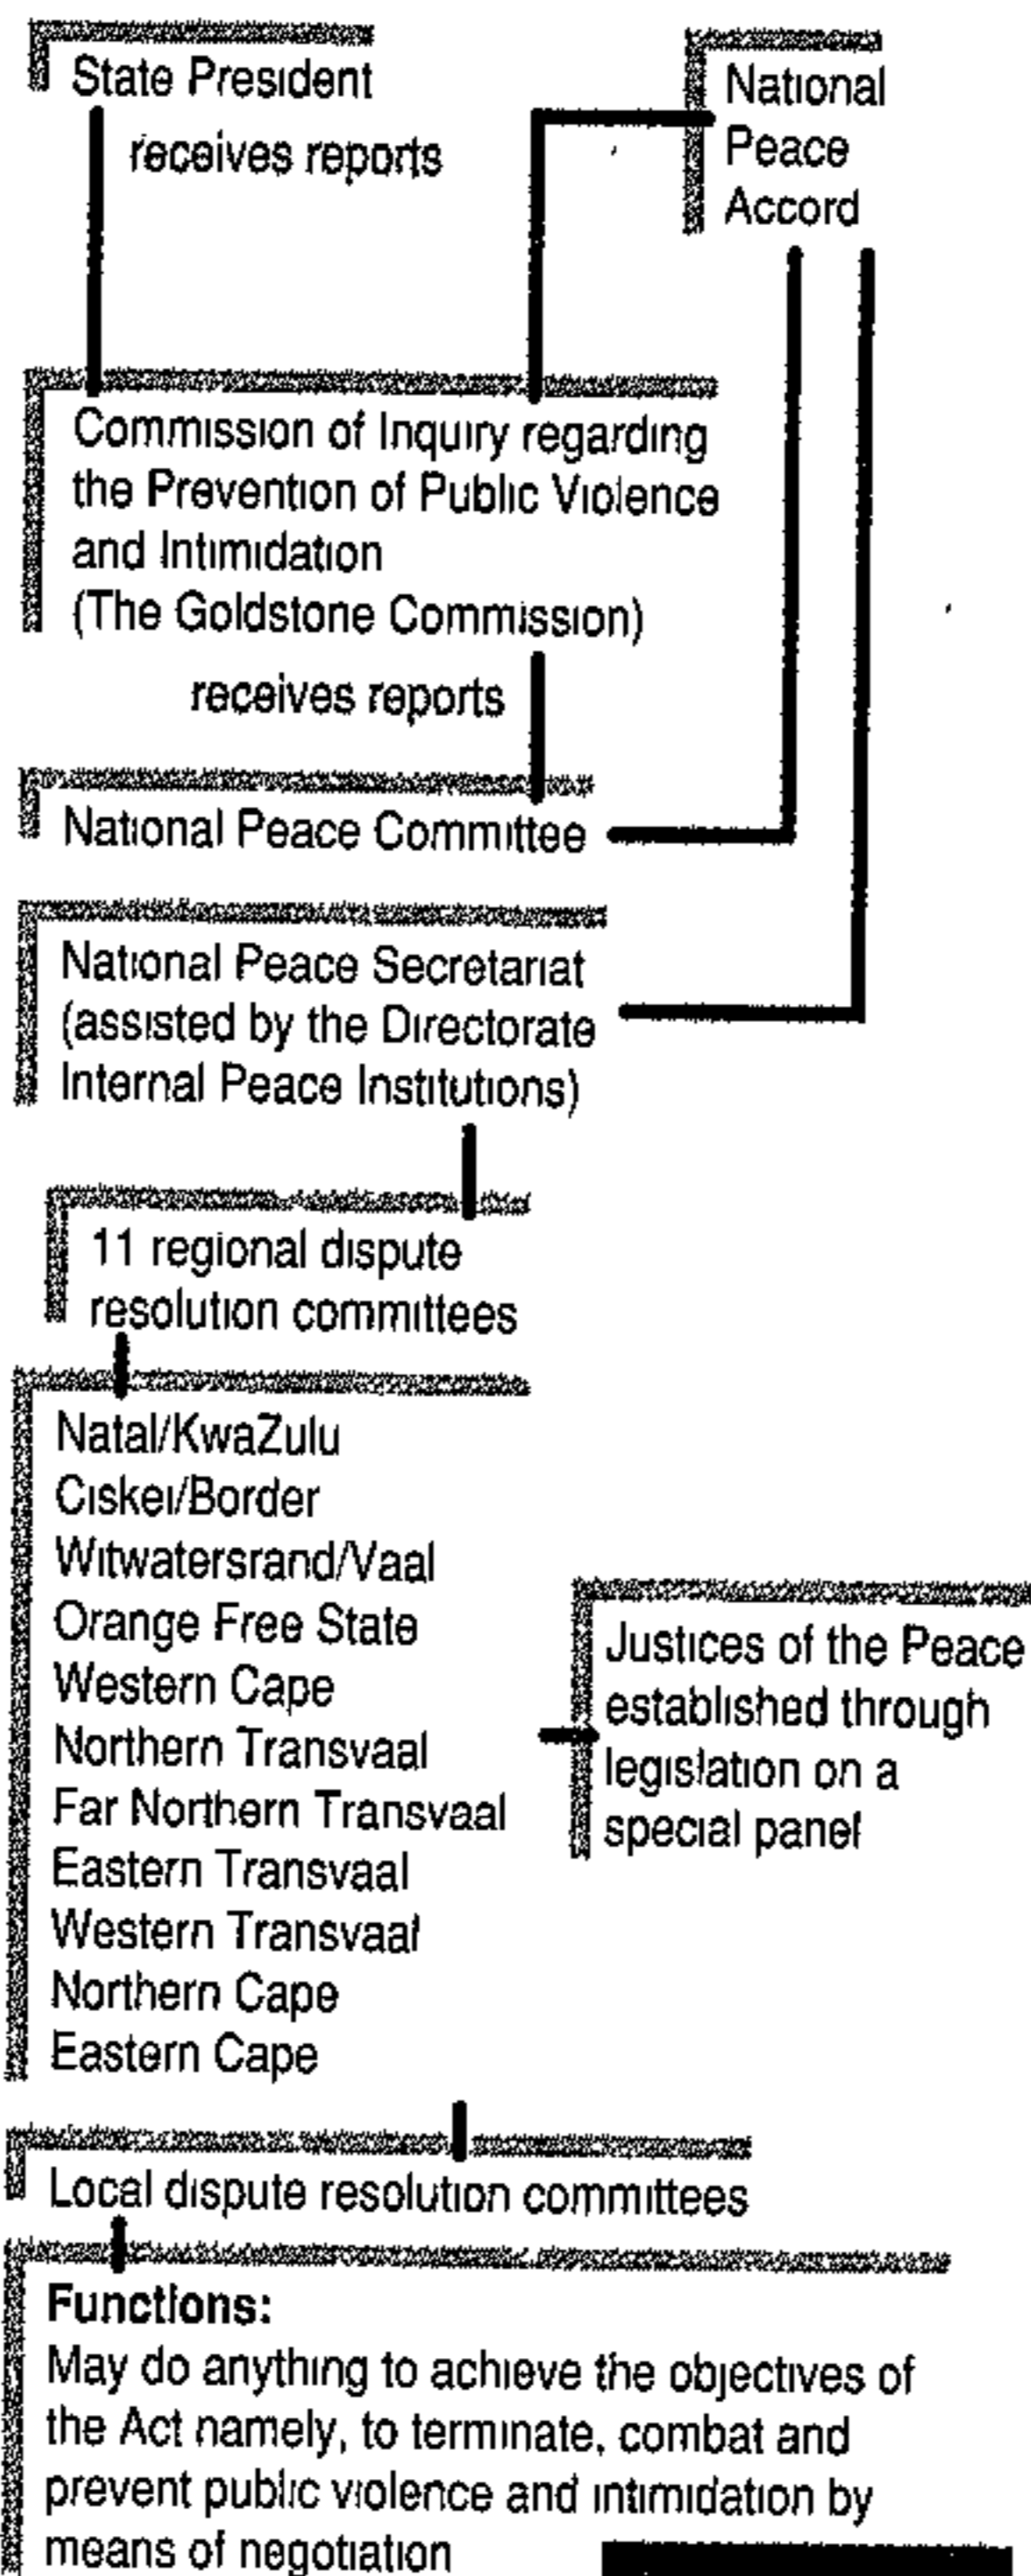 State President
receives reports
National
Peace
Accord
Commission of Inquiry regarding
the Prevention of Public Violence
and Intimidation
(The Goldstone Commission)
receives reports
National Peace Committee
National Peace Secretariat
(assisted by the Directorate
Internal Peace Institutions)
11 regional dispute
resolution committees
Natal/KwaZulu
Ciskei/Border
Witwatersrand/Vaal
Orange Free State
Western Cape
Northern Transvaal
Far Northern Transvaal
Eastern Transvaal
Western Transvaal
Northern Cape
Eastern Cape
Justices of the Peace
established through
legislation on a
special panel
Local dispute resolution committees
Functions:
May do anything to achieve the objectives of
the Act namely, to terminate, combat and
prevent public violence and intimidation by
means of negotiation